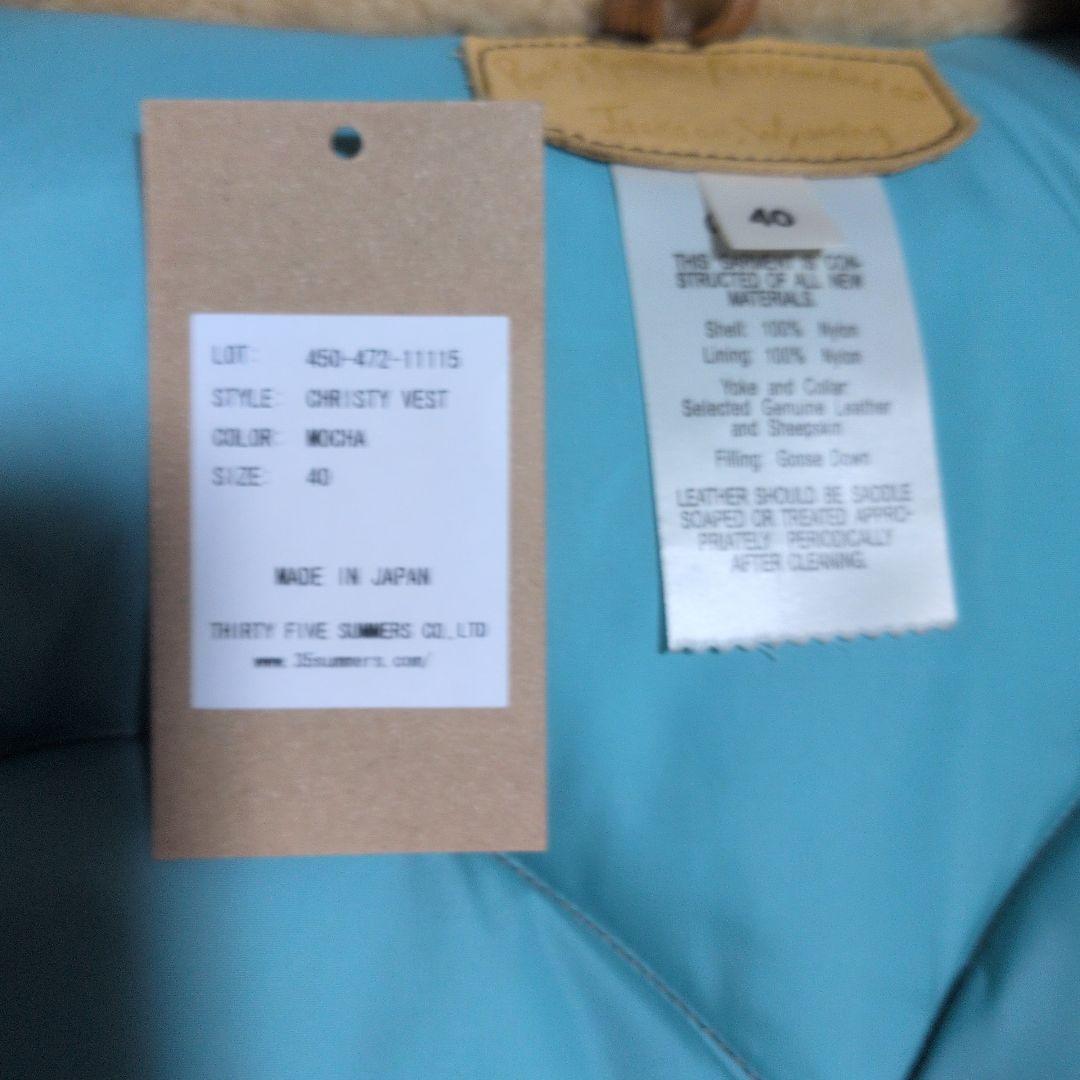 LOT: 450-472-11115
STYLE: CHRISTY VEST
COLOR: MOCHA
SIZE: 40
MADE IN JAPAN
THIRTY FIVE SUMMERS CO.,LTD
www.35summers.com/
40
THIS GARMENT IS CON-
STRUCTED OF ALL NEW
MATERIALS.
Shell: 100% Nylon
Lining: 100% Nylon
Yoke and Collar:
Selected Genuine Leather
and Sheepskin
Filling: Goose Down
LEATHER SHOULD BE SADDLE
SOAPED OR TREATED APPRO-
PRIATELY PERIODICALLY
AFTER CLEANING.